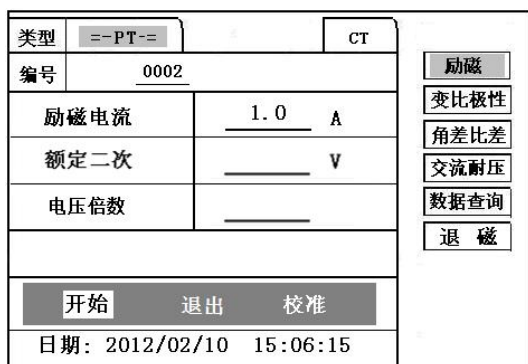 类型 =-PT-= CT
编号 0002
励磁电流 1.0 A
额定二次 V
电压倍数
开始 退出 校准
日期: 2012/02/10 15:06:15
励磁
变比极性
角差比差
交流耐压
数据查询
退 磁